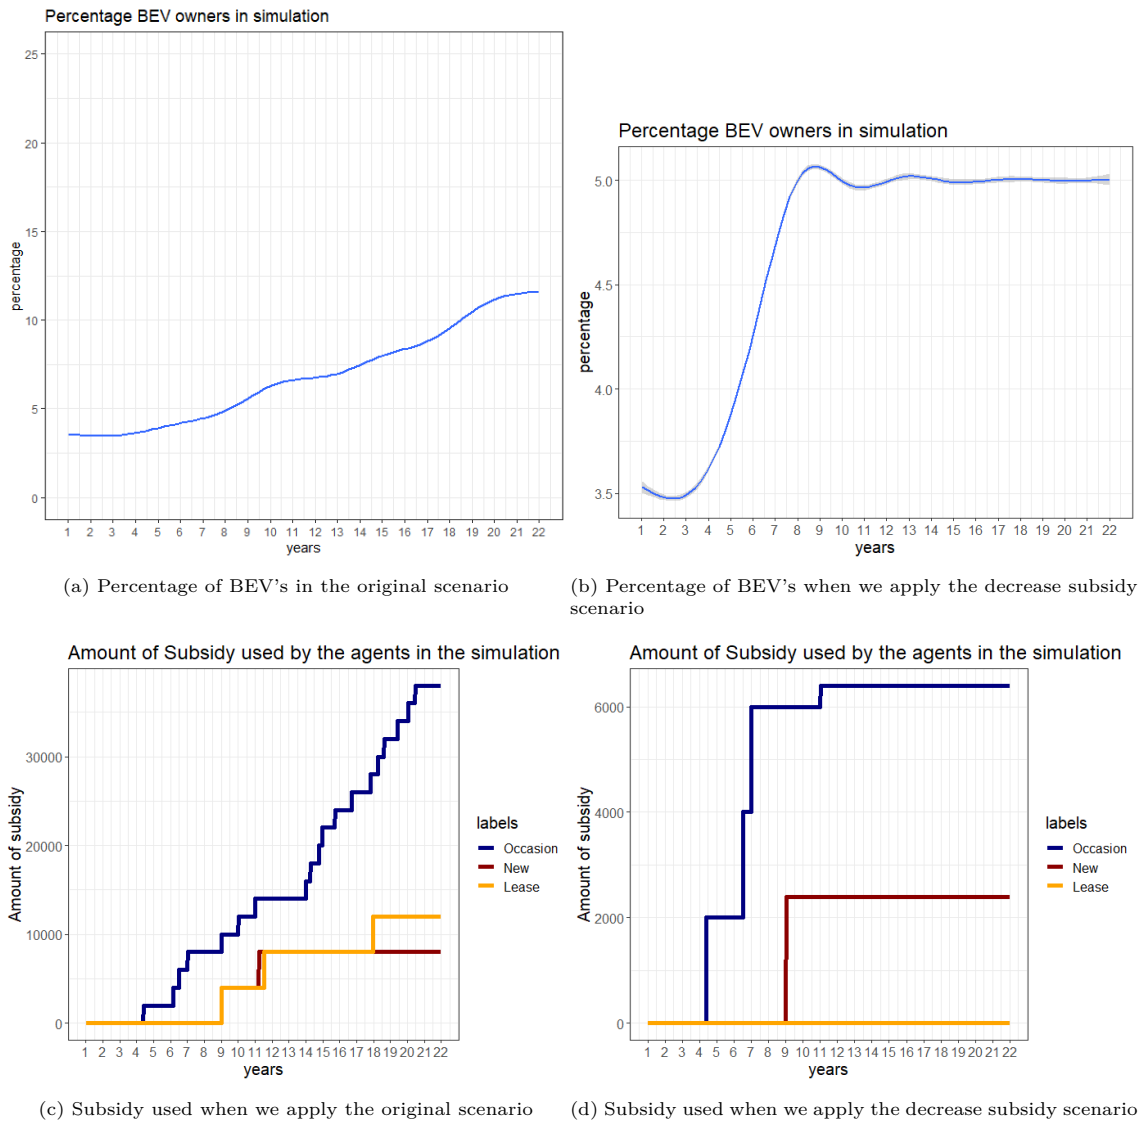 Percentage BEV owners in simulation
25
20
15
10
5
0
percentage
1 2 3 4 5 6 7 8 9 10 11 12 13 14 15 16 17 18 19 20 21 22
years
(a) Percentage of BEV's in the original scenario
Percentage BEV owners in simulation
5.0
4.5
4.0
3.5
percentage
1 2 3 4 5 6 7 8 9 10 11 12 13 14 15 16 17 18 19 20 21 22
years
(b) Percentage of BEV's when we apply the decrease subsidy
scenario
Amount of Subsidy used by the agents in the simulation
30000
20000
10000
0
Amount of subsidy
1 2 3 4 5 6 7 8 9 10 11 12 13 14 15 16 17 18 19 20 21 22
years
labels
Occasion
New
Lease
(c) Subsidy used when we apply the original scenario
Amount of Subsidy used by the agents in the simulation
6000
4000
2000
0
Amount of subsidy
1 2 3 4 5 6 7 8 9 10 11 12 13 14 15 16 17 18 19 20 21 22
years
labels
Occasion
New
Lease
(d) Subsidy used when we apply the decrease subsidy scenario